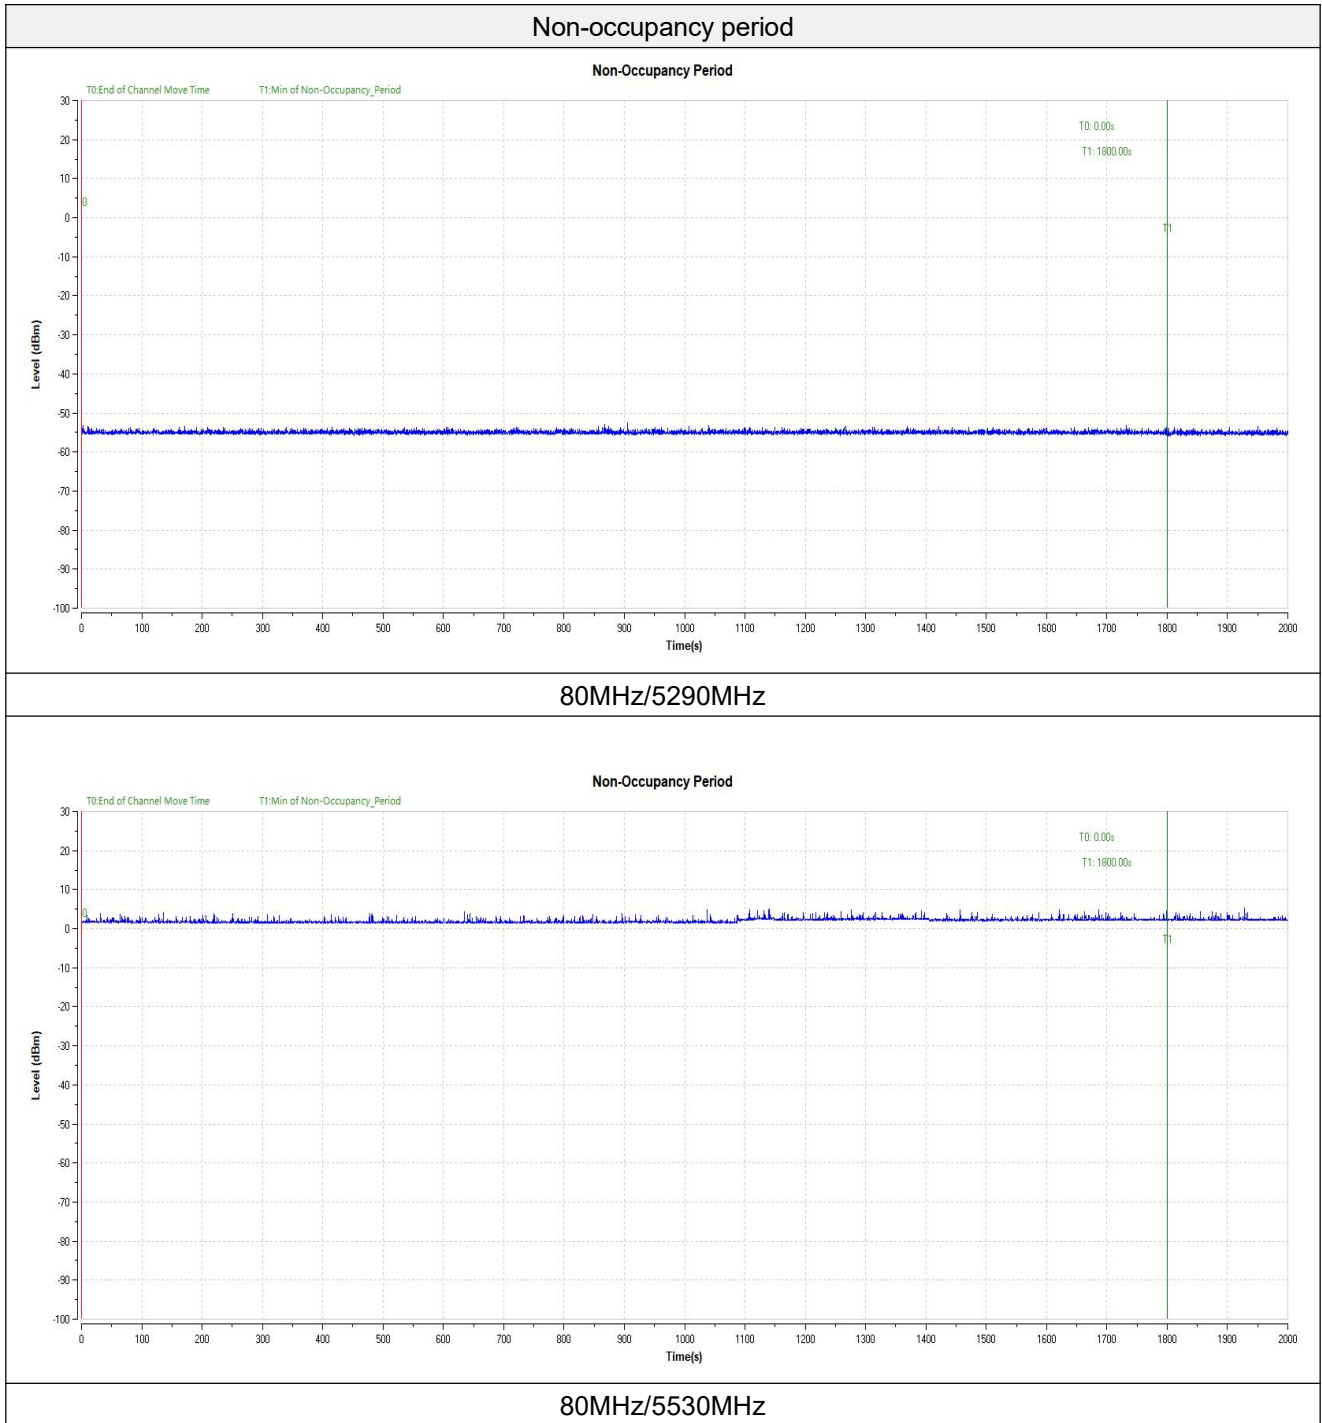 Non-occupancy period
Non-Occupancy Period
T0:End of Channel Move Time T1:Min of Non-Occupancy_Period
T0: 0.00s
T1: 1800.00s
30
20
10
0
-10
-20
-30
-40
-50
-60
-70
-80
-90
-100
Level (dBm)
0
T1
0 100 200 300 400 500 600 700 800 900 1000 1100 1200 1300 1400 1500 1600 1700 1800 1900 2000
Time(s)
80MHz/5290MHz
Non-Occupancy Period
T0:End of Channel Move Time T1:Min of Non-Occupancy_Period
T0: 0.00s
T1: 1800.00s
30
20
10
0
-10
-20
-30
-40
-50
-60
-70
-80
-90
-100
Level (dBm)
0
T1
0 100 200 300 400 500 600 700 800 900 1000 1100 1200 1300 1400 1500 1600 1700 1800 1900 2000
Time(s)
80MHz/5530MHz